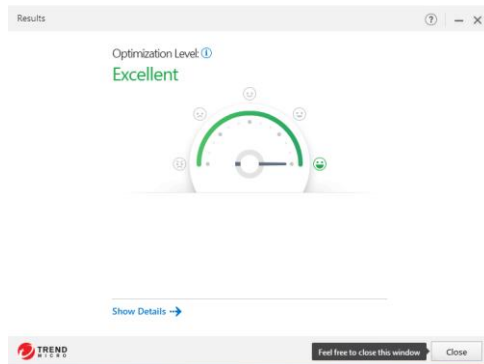 Results
Optimization Level:
Excellent
Show Details
TREND
MICRO
Feel free to close this window
Close